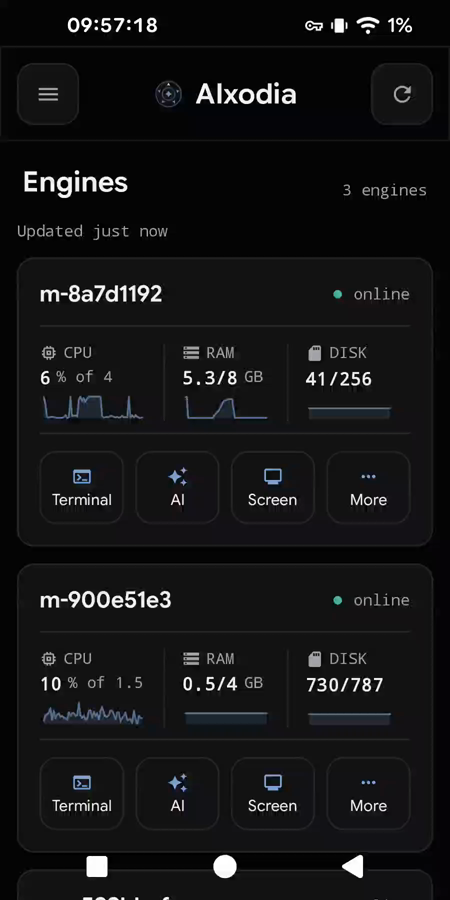 09:57:18 1%
AIxodia
Engines
3 engines
Updated just now
m-8a7d1192 online
CPU RAM DISK
6 % of 4 5.3/8 GB 41/256
Terminal AI Screen More
m-900e51e3 online
CPU RAM DISK
10 % of 1.5 0.5/4 GB 730/787
Terminal AI Screen More